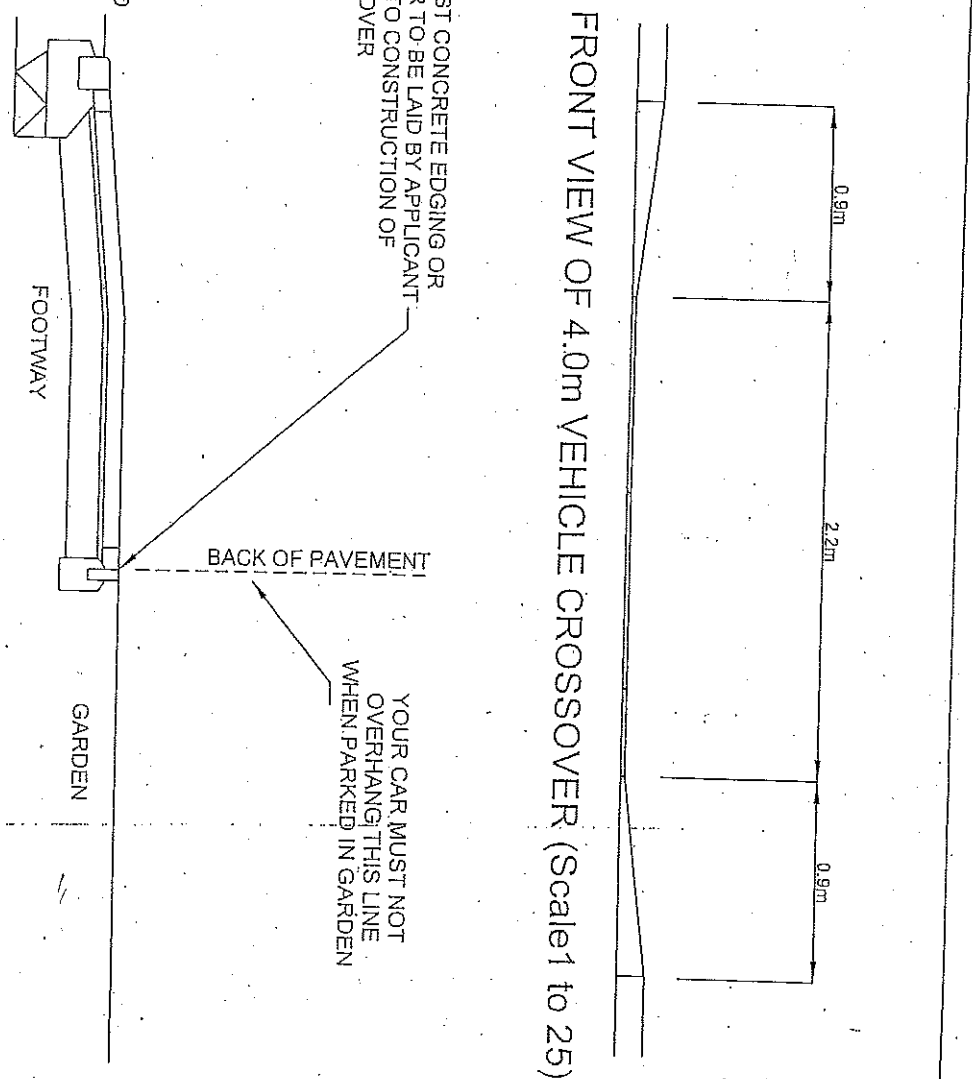 0.9m
2.2m
0.9m
FRONT VIEW OF 4.0m VEHICLE CROSSOVER (Scale1 to 25)
ST CONCRETE EDGING OR
R TO BE LAID BY APPLICANT
TO CONSTRUCTION OF
OVER
BACK OF PAVEMENT
YOUR CAR MUST NOT
OVERHANG THIS LINE
WHEN PARKED IN GARDEN
FOOTWAY
GARDEN